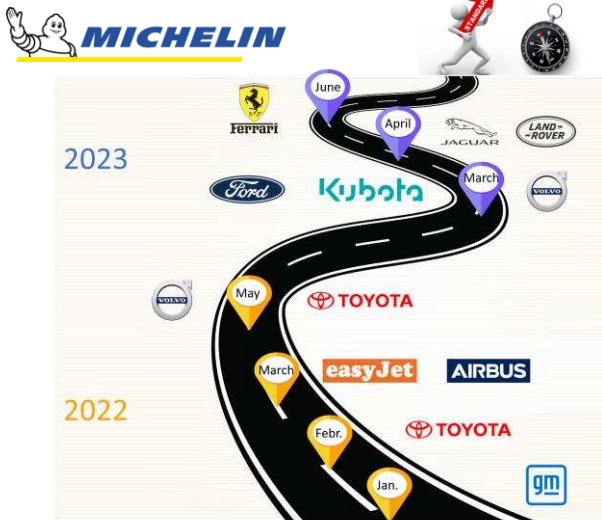 MICHELIN
STANDARD
June
Ferrari
April
JAGUAR
LAND-
ROVER
2023
March
Ford
Kubota
VOLVO
May
VOLVO
TOYOTA
March
easyJet
AIRBUS
2022
Febr.
TOYOTA
gm
Jan.